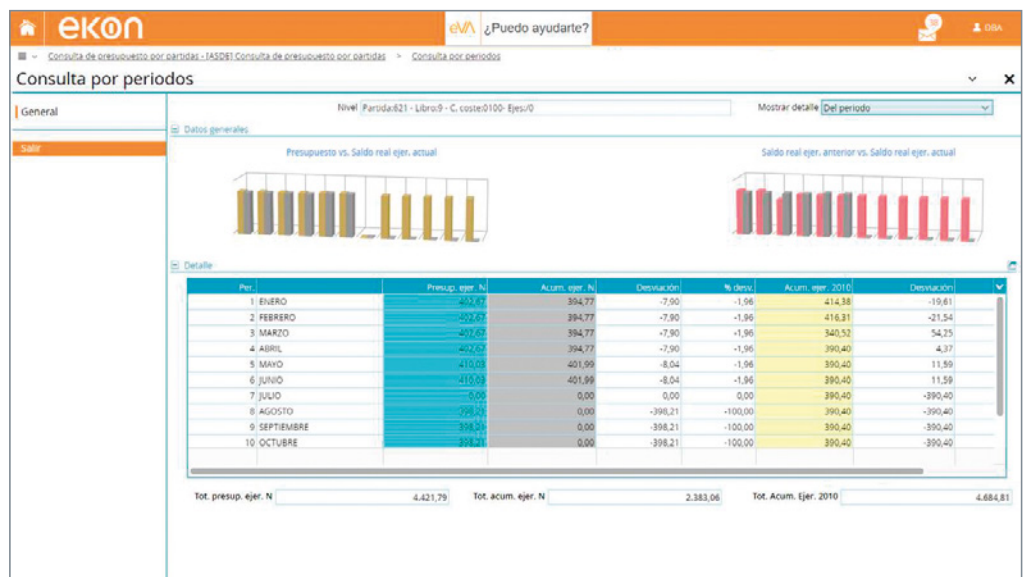 ekon
eVA ¿Puedo ayudarte?
DBA
Consulta de presupuesto por partidas - [ASDE] Consulta de presupuesto por partidas > Consulta por periodos
Consulta por periodos
General
Salir
Nivel Partida:621 - Libro:9 - C. coste:0100- Ejes:/0
Mostrar detalle Del periodo
Datos generales
Presupuesto vs. Saldo real ejer. actual
Saldo real ejer. anterior vs. Saldo real ejer. actual
Detalle
Per. Presup. ejer. N Acum. ejer. N Desviación % desv. Acum. ejer. 2010 Desviación
1 ENERO 402,67 394,77 -7,90 -1,96 414,38 -19,61
2 FEBRERO 402,67 394,77 -7,90 -1,96 416,31 -21,54
3 MARZO 402,67 394,77 -7,90 -1,96 340,52 54,25
4 ABRIL 402,67 394,77 -7,90 -1,96 390,40 4,37
5 MAYO 410,03 401,99 -8,04 -1,96 390,40 11,59
6 JUNIO 410,03 401,99 -8,04 -1,96 390,40 11,59
7 JULIO 0,00 0,00 0,00 0,00 390,40 -390,40
8 AGOSTO 398,21 0,00 -398,21 -100,00 390,40 -390,40
9 SEPTIEMBRE 398,21 0,00 -398,21 -100,00 390,40 -390,40
10 OCTUBRE 398,21 0,00 -398,21 -100,00 390,40 -390,40
Tot. presup. ejer. N 4.421,79 Tot. acum. ejer. N 2.383,06 Tot. Acum. Ejer. 2010 4.684,81